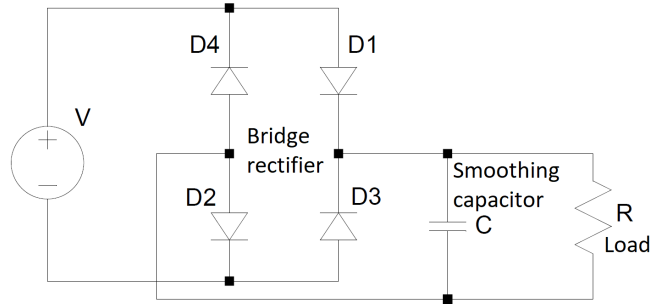 D4
D1
V
Bridge
rectifier
Smoothing
capacitor
D2
D3
C
R
Load